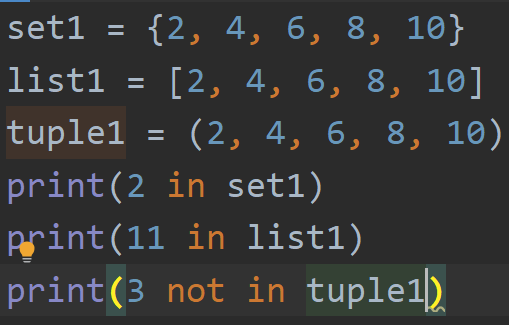 set1 = {2, 4, 6, 8, 10}
list1 = [2, 4, 6, 8, 10]
tuple1 = (2, 4, 6, 8, 10)
print(2 in set1)
print(11 in list1)
print(3 not in tuple1)